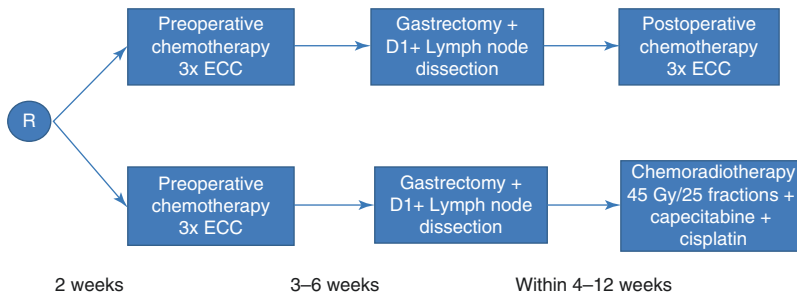 Preoperative
chemotherapy
3x ECC
Gastrectomy +
D1+ Lymph node
dissection
Postoperative
chemotherapy
3x ECC
R
Preoperative
chemotherapy
3x ECC
Gastrectomy +
D1+ Lymph node
dissection
Chemoradiotherapy
45 Gy/25 fractions +
capecitabine +
cisplatin
2 weeks
3–6 weeks
Within 4–12 weeks